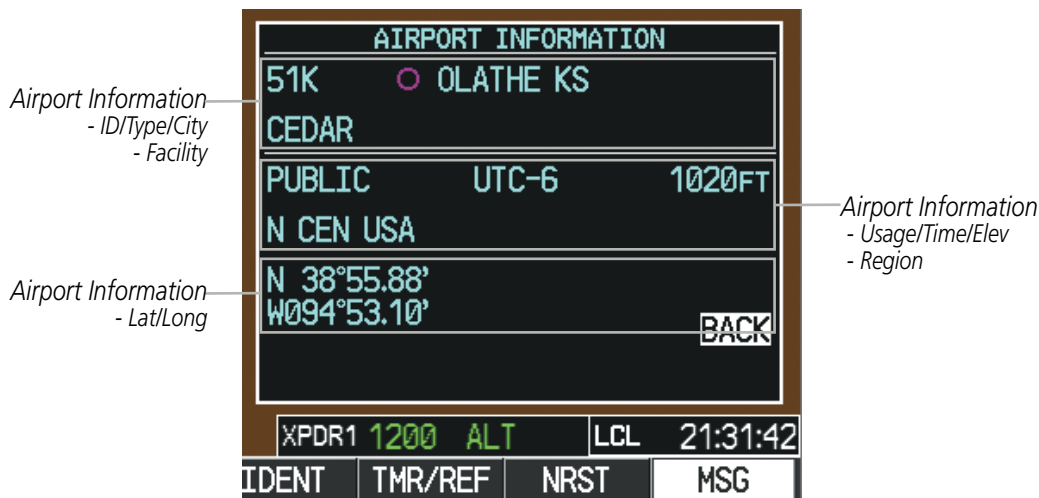 AIRPORT INFORMATION
51K OLATHE KS
CEDAR
Airport Information
- ID/Type/City
- Facility
PUBLIC UTC-6 1020FT
N CEN USA
Airport Information
- Usage/Time/Elev
- Region
N 38°55.88'
W094°53.10'
Airport Information
- Lat/Long
BACK
XPDR1 1200 ALT LCL 21:31:42
IDENT TMR/REF NRST MSG